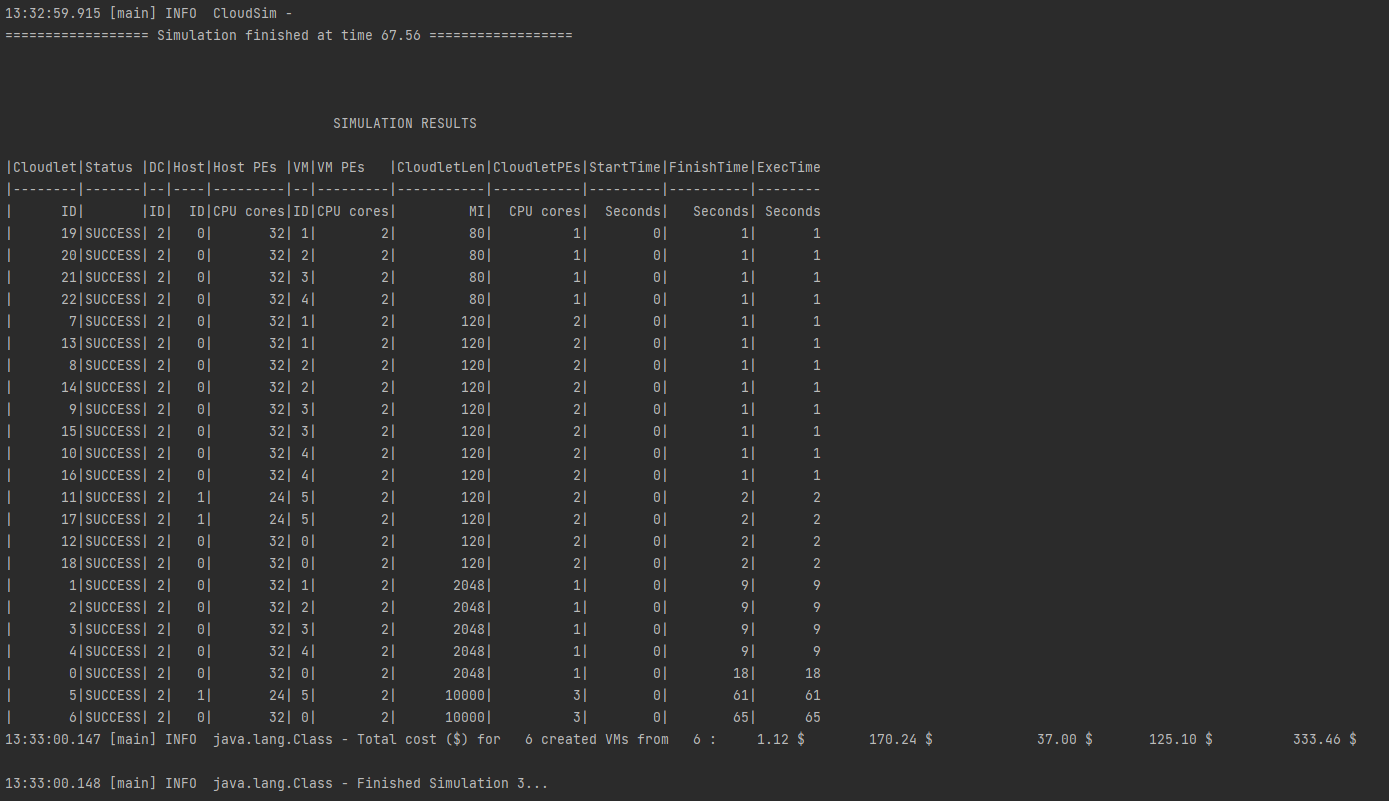 13:32:59.915 [main] INFO  CloudSim -
================== Simulation finished at time 67.56 ==================
                                         SIMULATION RESULTS
|Cloudlet|Status |DC|Host|Host PEs |VM|VM PEs   |CloudletLen|CloudletPEs|StartTime|FinishTime|ExecTime
|--------|-------|--|----|---------|--|---------|-----------|-----------|---------|----------|--------
|      ID|       |ID|  ID|CPU cores|ID|CPU cores|         MI|  CPU cores|  Seconds|   Seconds| Seconds
|      19|SUCCESS| 2|   0|       32| 1|        2|         80|          1|        0|         1|       1
|      20|SUCCESS| 2|   0|       32| 2|        2|         80|          1|        0|         1|       1
|      21|SUCCESS| 2|   0|       32| 3|        2|         80|          1|        0|         1|       1
|      22|SUCCESS| 2|   0|       32| 4|        2|         80|          1|        0|         1|       1
|       7|SUCCESS| 2|   0|       32| 1|        2|        120|          2|        0|         1|       1
|      13|SUCCESS| 2|   0|       32| 1|        2|        120|          2|        0|         1|       1
|       8|SUCCESS| 2|   0|       32| 2|        2|        120|          2|        0|         1|       1
|      14|SUCCESS| 2|   0|       32| 2|        2|        120|          2|        0|         1|       1
|       9|SUCCESS| 2|   0|       32| 3|        2|        120|          2|        0|         1|       1
|      15|SUCCESS| 2|   0|       32| 3|        2|        120|          2|        0|         1|       1
|      10|SUCCESS| 2|   0|       32| 4|        2|        120|          2|        0|         1|       1
|      16|SUCCESS| 2|   0|       32| 4|        2|        120|          2|        0|         1|       1
|      11|SUCCESS| 2|   1|       24| 5|        2|        120|          2|        0|         2|       2
|      17|SUCCESS| 2|   1|       24| 5|        2|        120|          2|        0|         2|       2
|      12|SUCCESS| 2|   0|       32| 0|        2|        120|          2|        0|         2|       2
|      18|SUCCESS| 2|   0|       32| 0|        2|        120|          2|        0|         2|       2
|       1|SUCCESS| 2|   0|       32| 1|        2|       2048|          1|        0|         9|       9
|       2|SUCCESS| 2|   0|       32| 2|        2|       2048|          1|        0|         9|       9
|       3|SUCCESS| 2|   0|       32| 3|        2|       2048|          1|        0|         9|       9
|       4|SUCCESS| 2|   0|       32| 4|        2|       2048|          1|        0|         9|       9
|       0|SUCCESS| 2|   0|       32| 0|        2|       2048|          1|        0|        18|      18
|       5|SUCCESS| 2|   1|       24| 5|        2|      10000|          3|        0|        61|      61
|       6|SUCCESS| 2|   0|       32| 0|        2|      10000|          3|        0|        65|      65
13:33:00.147 [main] INFO  java.lang.Class - Total cost ($) for   6 created VMs from   6 :     1.12 $        170.24 $             37.00 $       125.10 $          333.46 $
13:33:00.148 [main] INFO  java.lang.Class - Finished Simulation 3...